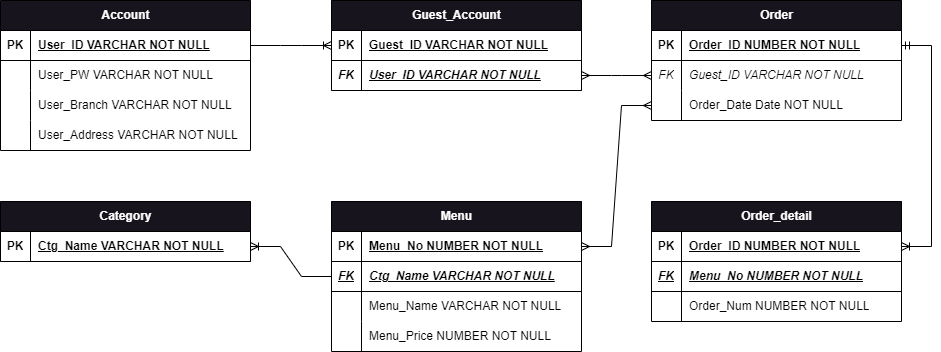 Account
PK User_ID VARCHAR NOT NULL
User_PW VARCHAR NOT NULL
User_Branch VARCHAR NOT NULL
User_Address VARCHAR NOT NULL
Guest_Account
PK Guest_ID VARCHAR NOT NULL
FK User_ID VARCHAR NOT NULL
Order
PK Order_ID NUMBER NOT NULL
FK Guest_ID VARCHAR NOT NULL
Order_Date Date NOT NULL
Category
PK Ctg_Name VARCHAR NOT NULL
Menu
PK Menu_No NUMBER NOT NULL
FK Ctg_Name VARCHAR NOT NULL
Menu_Name VARCHAR NOT NULL
Menu_Price NUMBER NOT NULL
Order_detail
PK Order_ID NUMBER NOT NULL
FK Menu_No NUMBER NOT NULL
Order_Num NUMBER NOT NULL